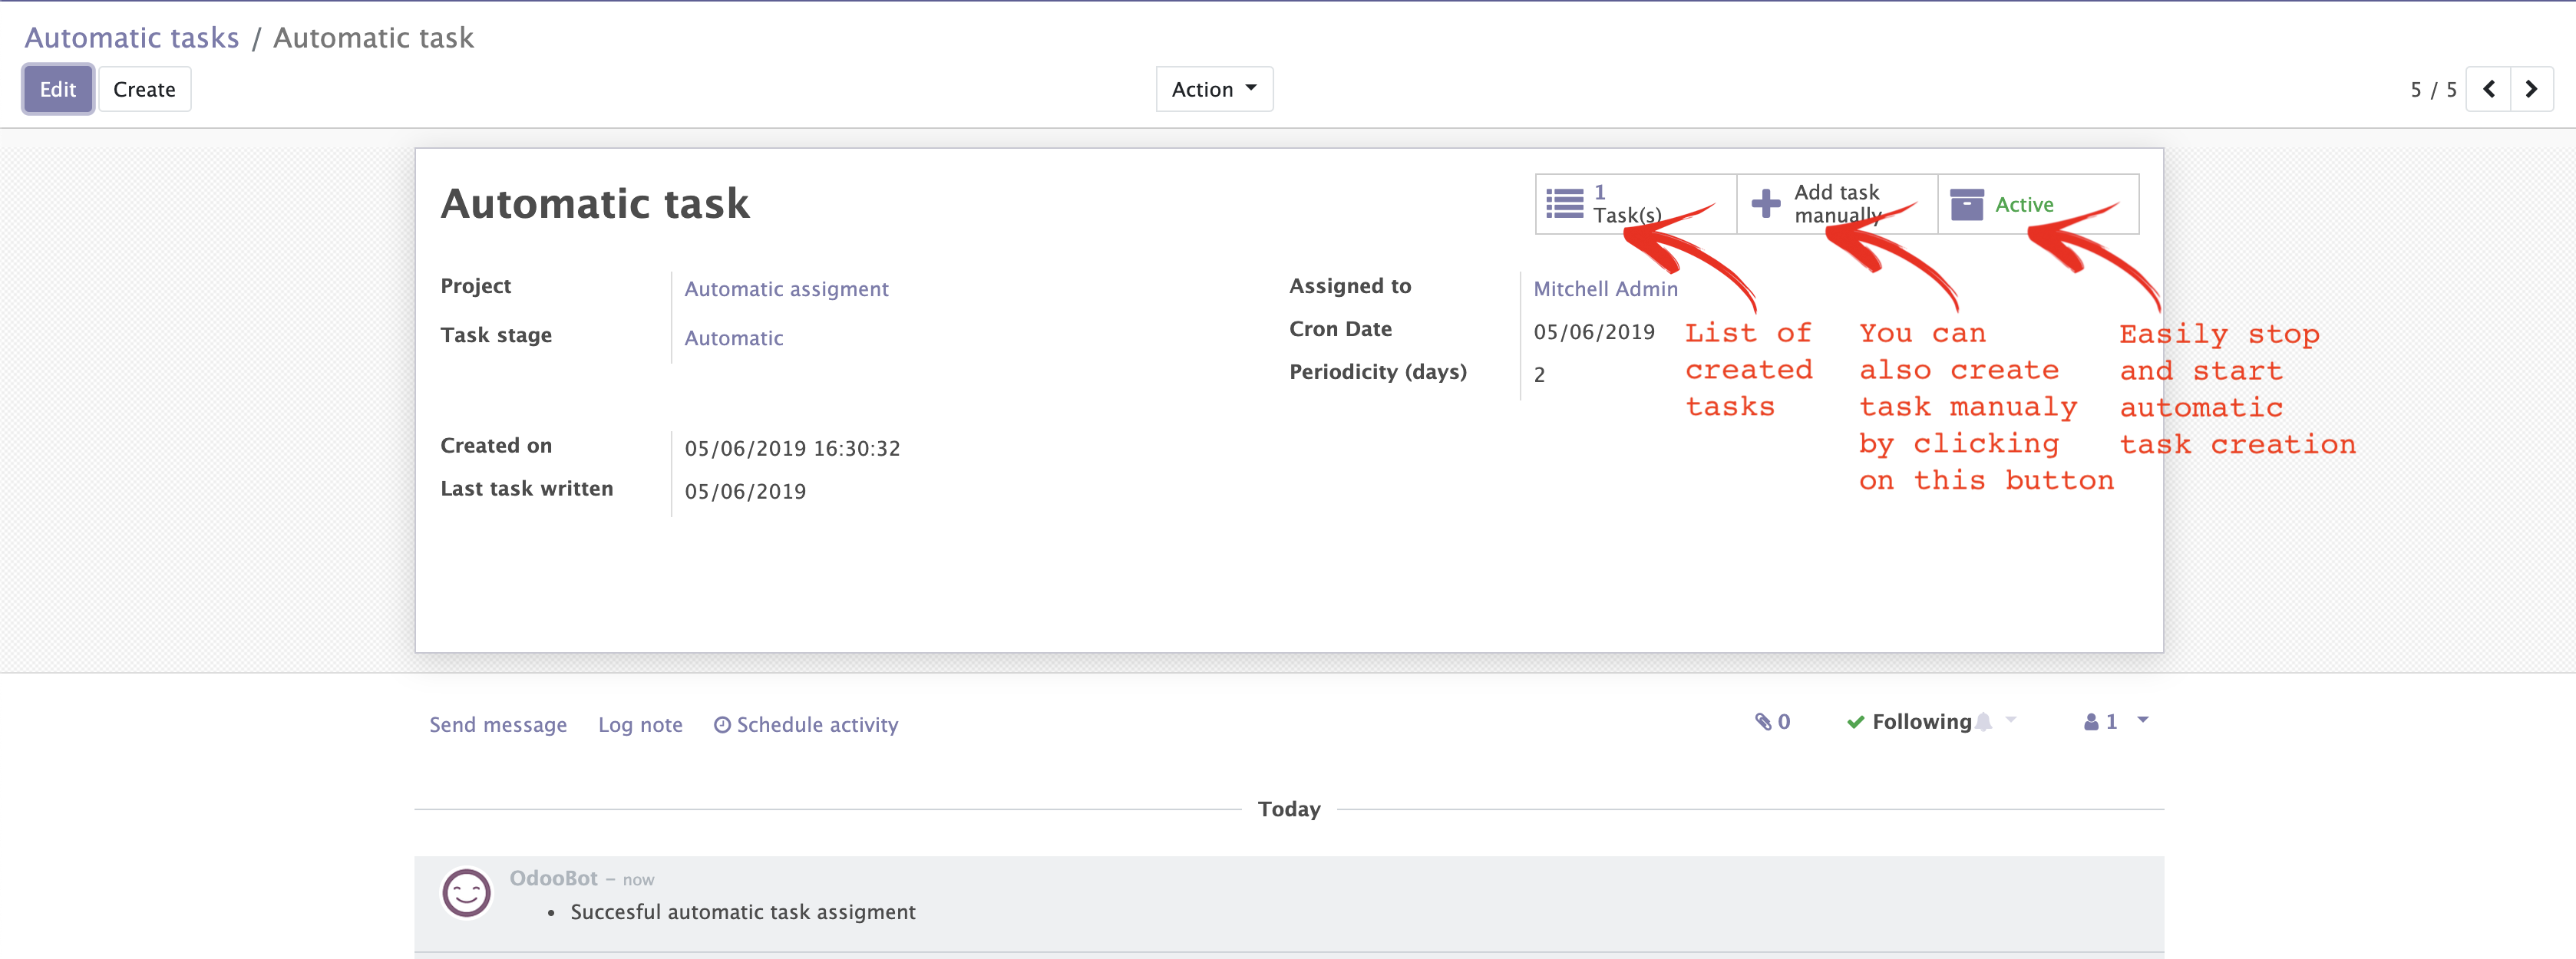 Automatic tasks / Automatic task
Edit Create Action 5 / 5
Automatic task
1
Task(s)
Add task
manually
Active
Project Automatic assigment
Task stage Automatic
Assigned to Mitchell Admin
Cron Date 05/06/2019
Periodicity (days) 2
List of
created
tasks
You can
also create
task manualy
by clicking
on this button
Easily stop
and start
automatic
task creation
Created on 05/06/2019 16:30:32
Last task written 05/06/2019
Send message Log note Schedule activity 0 Following 1
Today
OdooBot – now
• Succesful automatic task assigment